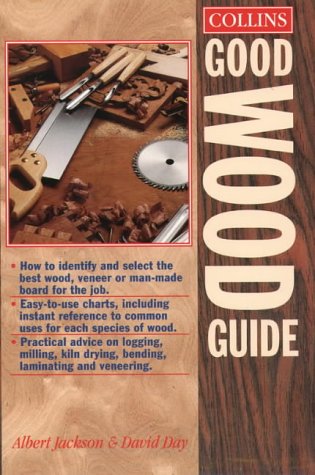 COLLINS
GOOD
WOOD
GUIDE
• How to identify and select the
best wood, veneer or man-made
board for the job.
• Easy-to-use charts, including
instant reference to common
uses for each species of wood.
• Practical advice on logging,
milling, kiln drying, bending,
laminating and veneering.
Albert Jackson & David Day